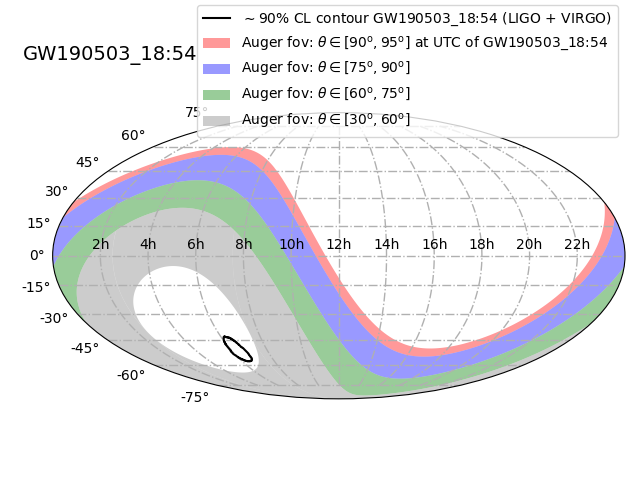 GW190503_18:54
~ 90% CL contour GW190503_18:54 (LIGO + VIRGO)
Auger fov: θ ∈ [90°, 95°] at UTC of GW190503_18:54
Auger fov: θ ∈ [75°, 90°]
Auger fov: θ ∈ [60°, 75°]
Auger fov: θ ∈ [30°, 60°]
75°
60°
45°
30°
15°
0°
2h 4h 6h 8h 10h 12h 14h 16h 18h 20h 22h
-15°
-30°
-45°
-60°
-75°